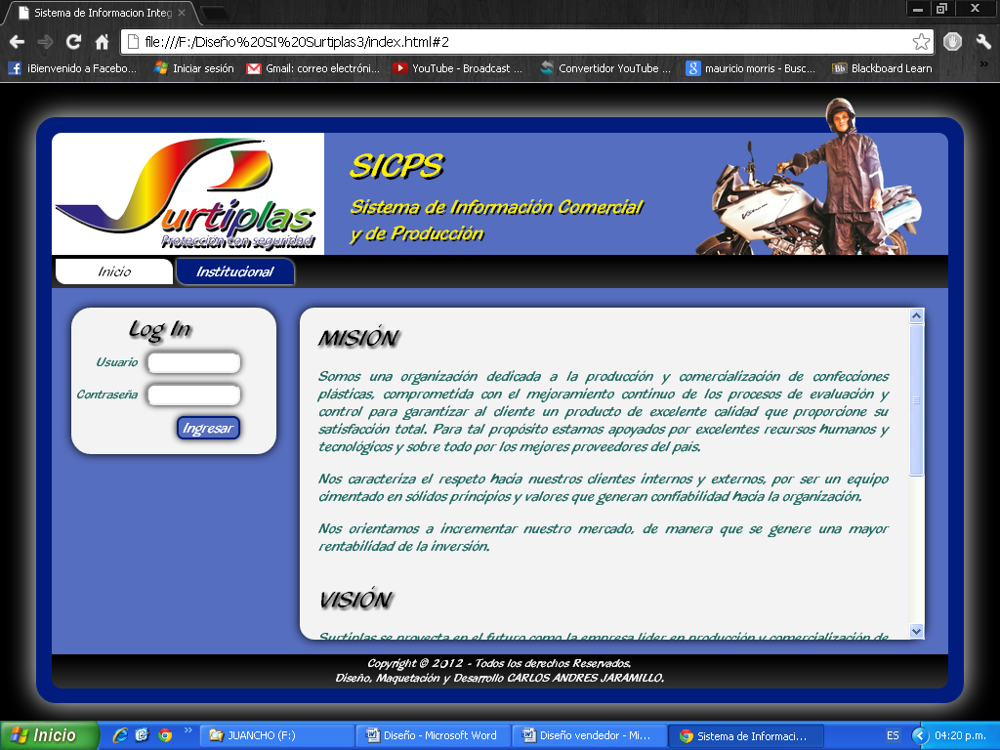 Sistema de Informacion Integ
file:///F:/Diseño%20SI%20Surtiplas3/index.html#2
iBienvenido a Facebo...
Iniciar sesión
Gmail: correo electróni...
YouTube - Broadcast ...
Convertidor YouTube ...
mauricio morris - Busc...
Bb Blackboard Learn
»
Surtiplas
Protección con seguridad
SICPS
Sistema de Información Comercial
y de Producción
Inicio
Institucional
Log In
Usuario
Contraseña
Ingresar
MISIÓN
Somos una organización dedicada a la producción y comercialización de confecciones
plásticas, comprometida con el mejoramiento continuo de los procesos de evaluación y
control para garantizar al cliente un producto de excelente calidad que proporcione su
satisfacción total. Para tal propósito estamos apoyados por excelentes recursos humanos y
tecnológicos y sobre todo por los mejores proveedores del país.
Nos caracteriza el respeto hacia nuestros clientes internos y externos, por ser un equipo
cimentado en sólidos principios y valores que generan confiabilidad hacia la organización.
Nos orientamos a incrementar nuestro mercado, de manera que se genere una mayor
rentabilidad de la inversión.
VISIÓN
Surtiplas se proyecta en el futuro como la empresa líder en producción y comercialización de
Copyright © 2012 - Todos los derechos Reservados.
Diseño, Maquetación y Desarrollo CARLOS ANDRES JARAMILLO.
Inicio
»
JUANCHO (F:)
Diseño - Microsoft Word
Diseño vendedor - Mi...
Sistema de Informaci...
ES
04:20 p.m.